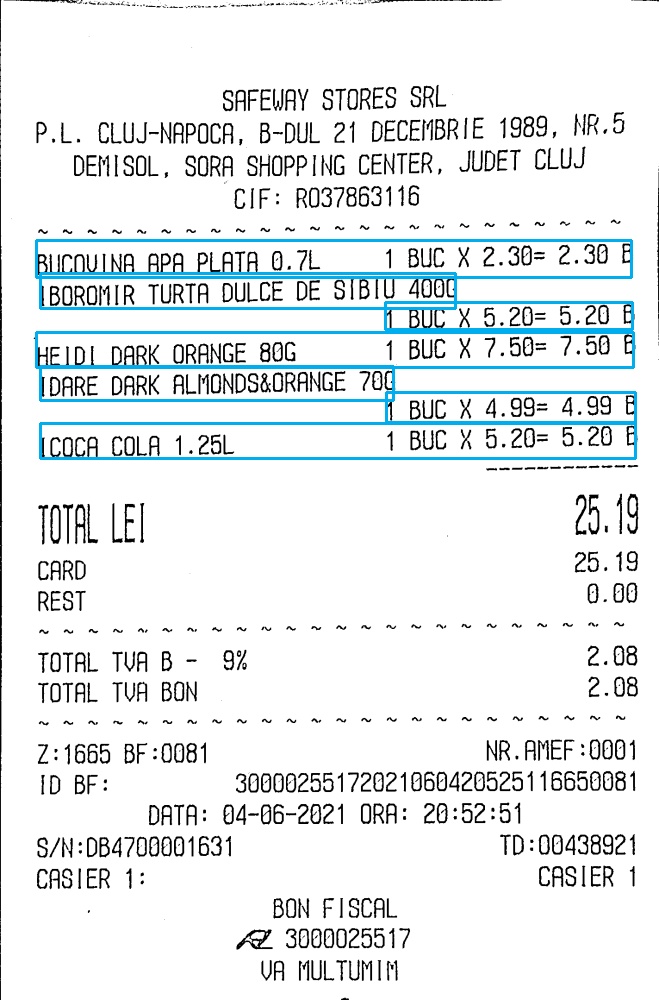 SAFEWAY STORES SRL
P.L. CLUJ-NAPOCA, B-DUL 21 DECEMBRIE 1989, NR.5
DEMISOL, SORA SHOPPING CENTER, JUDET CLUJ
CIF: RO37863116
~ ~ ~ ~ ~ ~ ~ ~ ~ ~ ~ ~ ~ ~ ~ ~ ~ ~ ~ ~ ~ ~ ~ ~
BUCOVINA APA PLATA 0.7L 1 BUC X 2.30= 2.30 B
BOROMIR TURTA DULCE DE SIBIU 400G
1 BUC X 5.20= 5.20 B
HEIDI DARK ORANGE 80G 1 BUC X 7.50= 7.50 B
DARE DARK ALMONDS&ORANGE 70G
1 BUC X 4.99= 4.99 B
COCA COLA 1.25L 1 BUC X 5.20= 5.20 B
------------
TOTAL LEI 25.19
CARD 25.19
REST 0.00
~ ~ ~ ~ ~ ~ ~ ~ ~ ~ ~ ~ ~ ~ ~ ~ ~ ~ ~ ~ ~ ~ ~ ~
TOTAL TVA B - 9% 2.08
TOTAL TVA BON 2.08
~ ~ ~ ~ ~ ~ ~ ~ ~ ~ ~ ~ ~ ~ ~ ~ ~ ~ ~ ~ ~ ~ ~ ~
Z:1665 BF:0081 NR.AMEF:0001
ID BF: 30000255172021060420525116650081
DATA: 04-06-2021 ORA: 20:52:51
S/N:DB4700001631 TD:00438921
CASIER 1: CASIER 1
BON FISCAL
3000025517
VA MULTUMIM